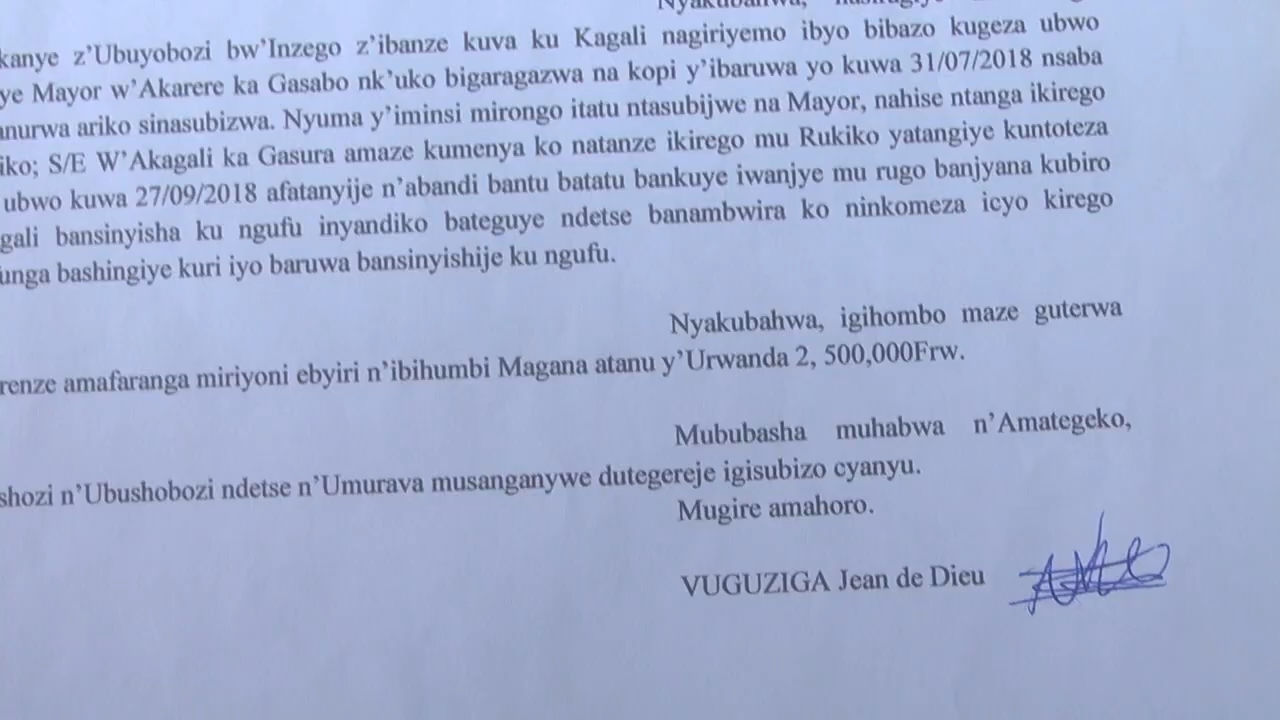 Nyakubahwa,
kanye z'Ubuyobozi bw'Inzego z'ibanze kuva ku Kagali nagiriyemo ibyo bibazo kugeza ubwo
ye Mayor w'Akarere ka Gasabo nk'uko bigaragazwa na kopi y'ibaruwa yo kuwa 31/07/2018 nsaba
anurwa ariko sinasubizwa. Nyuma y'iminsi mirongo itatu ntasubijwe na Mayor, nahise ntanga ikirego
iko; S/E W'Akagali ka Gasura amaze kumenya ko natanze ikirego mu Rukiko yatangiye kuntoteza
ubwo kuwa 27/09/2018 afatanyije n'abandi bantu batatu bankuye iwanjye mu rugo banjyana kubiro
gali bansinyisha ku ngufu inyandiko bateguye ndetse banambwira ko ninkomeza icyo kirego
unga bashingiye kuri iyo baruwa bansinyishije ku ngufu.
Nyakubahwa, igihombo maze guterwa
renze amafaranga miriyoni ebyiri n'ibihumbi Magana atanu y'Urwanda 2, 500,000Frw.
Mububasha muhabwa n'Amategeko,
shozi n'Ubushobozi ndetse n'Umurava musanganywe dutegereje igisubizo cyanyu.
Mugire amahoro.
VUGUZIGA Jean de Dieu